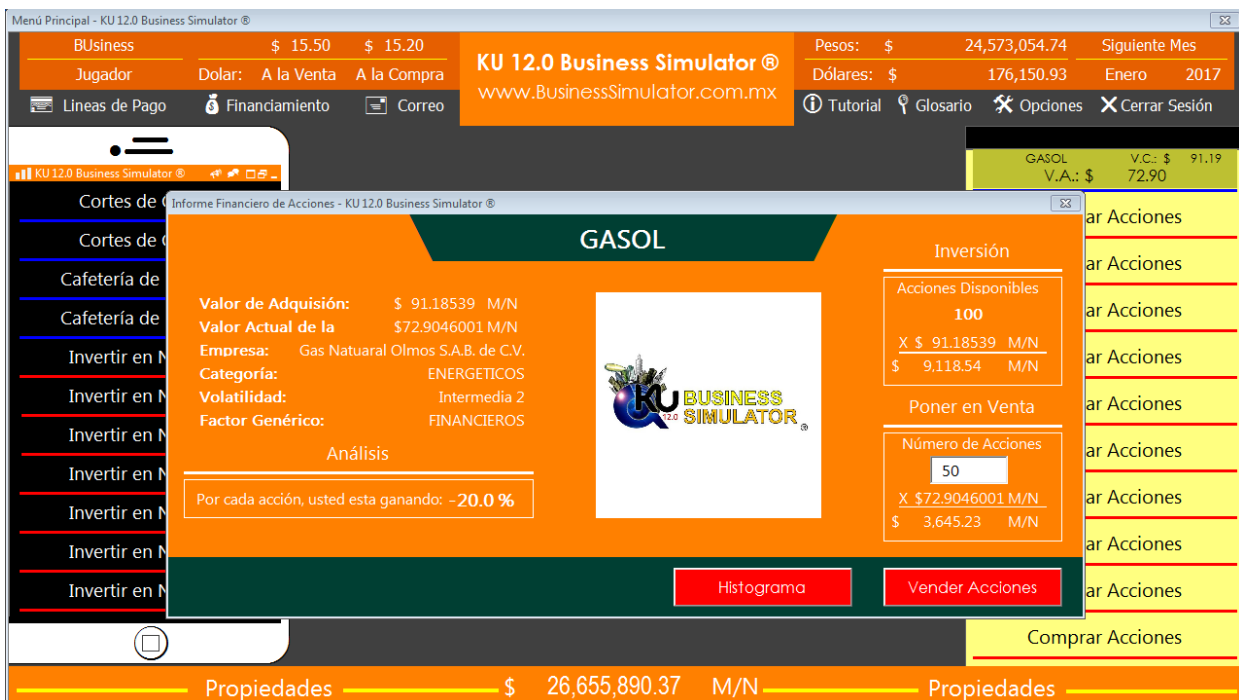 Menú Principal - KU 12.0 Business Simulator ®
BUsiness $ 15.50 $ 15.20
Jugador Dolar: A la Venta A la Compra
KU 12.0 Business Simulator ®
www.BusinessSimulator.com.mx
Pesos: $ 24,573,054.74 Siguiente Mes
Dólares: $ 176,150.93 Enero 2017
Lineas de Pago Financiamiento Correo
Tutorial Glosario Opciones Cerrar Sesión
KU 12.0 Business Simulator ®
Cortes de
Cortes de
Cafetería de
Cafetería de
Invertir en
Invertir en
Invertir en
Invertir en
Invertir en
Invertir en
Invertir en
GASOL V.C.: $ 91.19
V.A.: $ 72.90
ar Acciones
ar Acciones
ar Acciones
ar Acciones
ar Acciones
ar Acciones
ar Acciones
ar Acciones
ar Acciones
Comprar Acciones
Informe Financiero de Acciones - KU 12.0 Business Simulator ®
GASOL
Valor de Adquisión: $ 91.18539 M/N
Valor Actual de la $72.9046001 M/N
Empresa: Gas Natuaral Olmos S.A.B. de C.V.
Categoría: ENERGETICOS
Volatilidad: Intermedia 2
Factor Genérico: FINANCIEROS
Análisis
Por cada acción, usted esta ganando: -20.0 %
KU BUSINESS
12.0 SIMULATOR ®
Inversión
Acciones Disponibles
100
X $ 91.18539 M/N
$ 9,118.54 M/N
Poner en Venta
Número de Acciones
50
X $72.9046001 M/N
$ 3,645.23 M/N
Histograma
Vender Acciones
Propiedades $ 26,655,890.37 M/N Propiedades